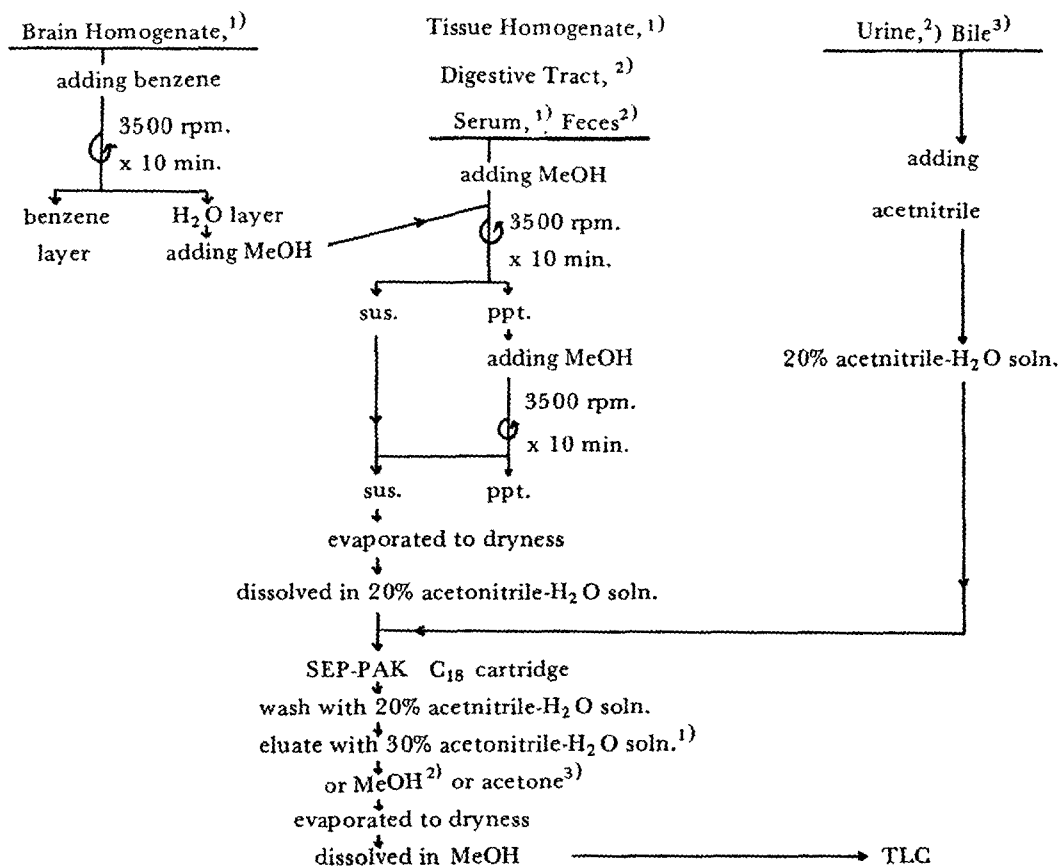 Brain Homogenate,1)
adding benzene
3500 rpm.
x 10 min.
benzene
layer
H2O layer
adding MeOH
Tissue Homogenate, 1)
Digestive Tract, 2)
Serum, 1) Feces2)
adding MeOH
3500 rpm.
x 10 min.
sus.
ppt.
adding MeOH
3500 rpm.
x 10 min.
sus.
ppt.
evaporated to dryness
dissolved in 20% acetonitrile-H2O soln.
Urine,2) Bile3)
adding
acetnitrile
20% acetnitrile-H2O soln.
SEP-PAK C18 cartridge
wash with 20% acetnitrile-H2O soln.
eluate with 30% acetonitrile-H2O soln.1)
or MeOH2) or acetone3)
evaporated to dryness
dissolved in MeOH
TLC